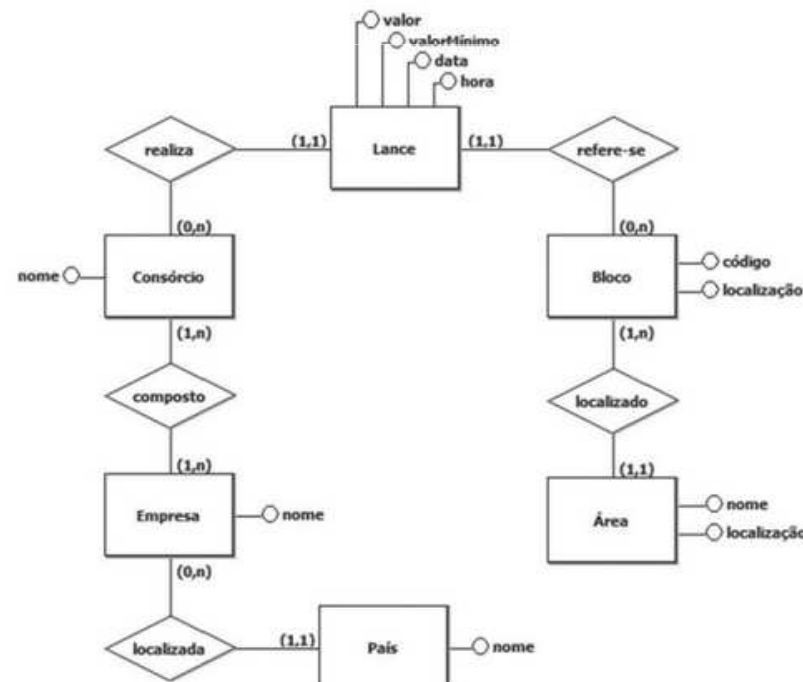 valor
valorMínimo
data
hora
realiza
(1,1)
Lance
(1,1)
refere-se
(0,n)
(0,n)
nome
Consórcio
Bloco
código
localização
(1,n)
(1,n)
composto
localizado
(1,n)
(1,1)
Empresa
nome
Área
nome
localização
(0,n)
localizada
(1,1)
País
nome